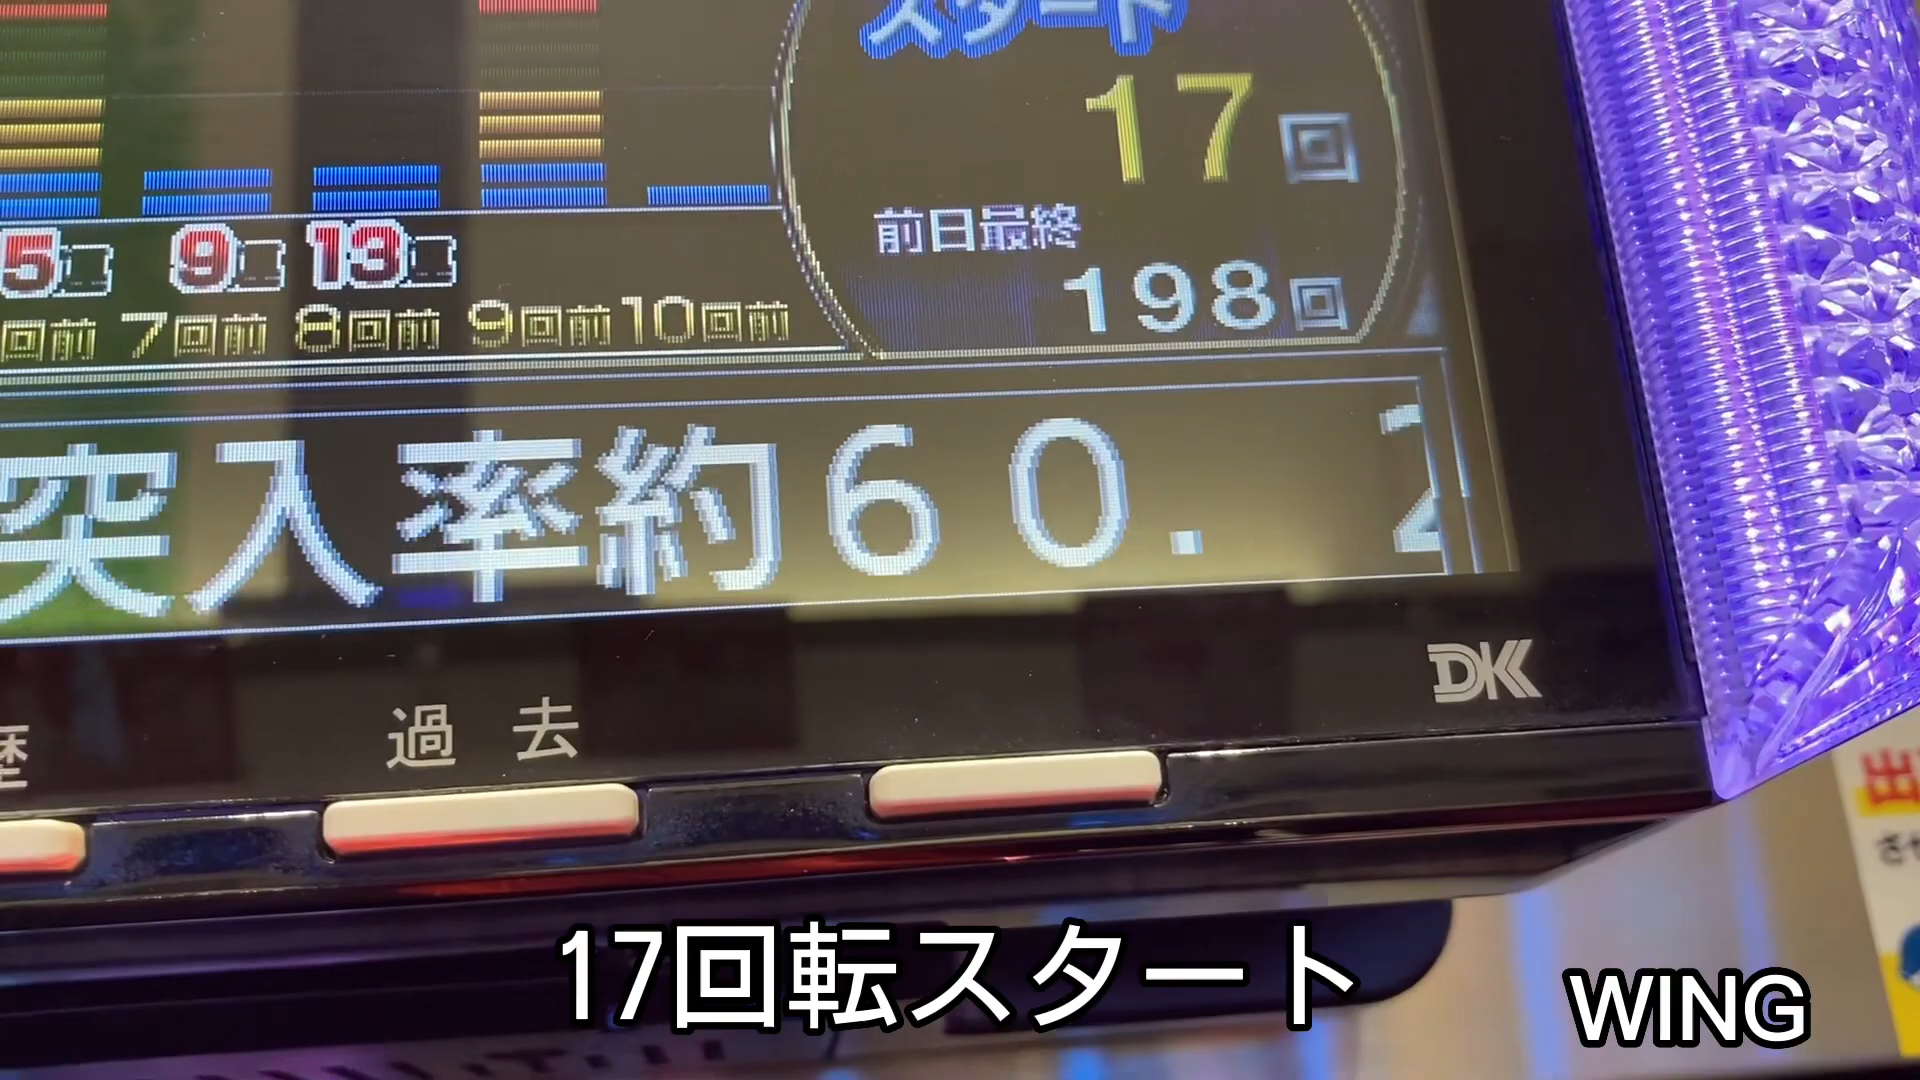 スタート
17回
前日最終
198回
5 9 13
回前 7回前 8回前 9回前 10回前
突入率約60.2
過去
DK
出
17回転スタート
WING